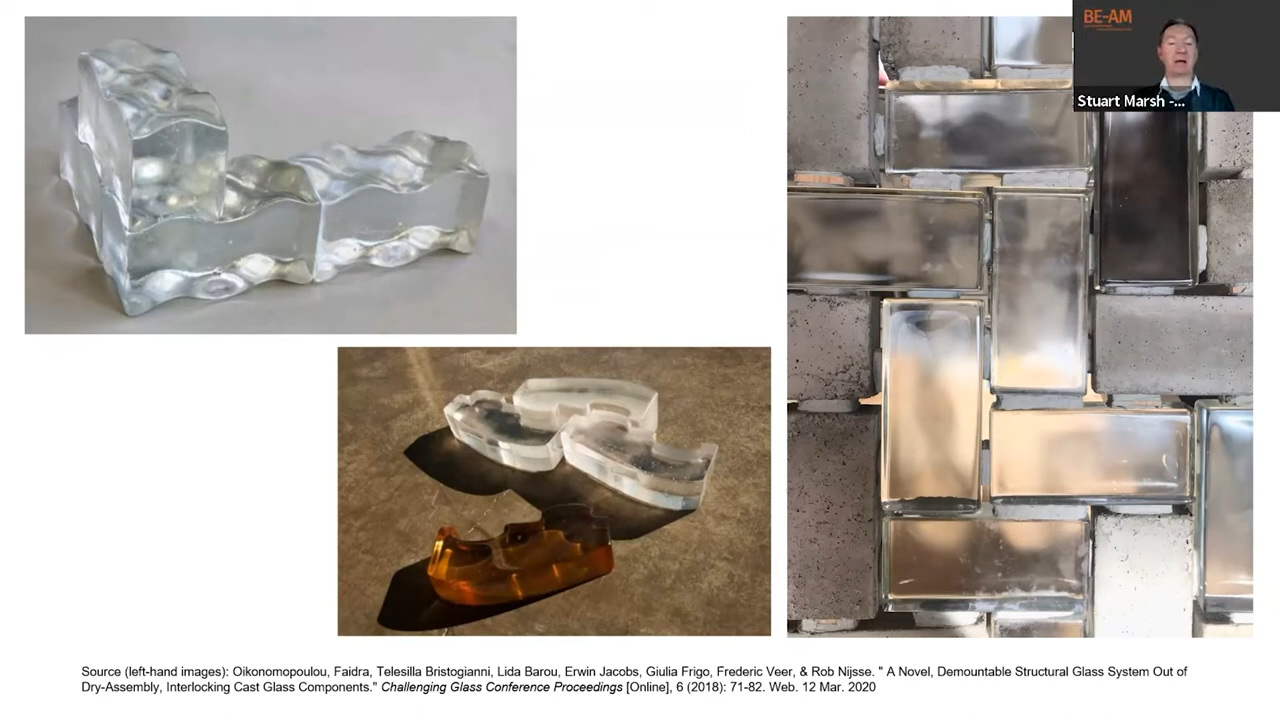 BE-AM
Stuart Marsh -...
Source (left-hand images): Oikonomopoulou, Faidra, Telesilla Bristogianni, Lida Barou, Erwin Jacobs, Giulia Frigo, Frederic Veer, & Rob Nijsse. " A Novel, Demountable Structural Glass System Out of
Dry-Assembly, Interlocking Cast Glass Components." Challenging Glass Conference Proceedings [Online], 6 (2018): 71-82. Web. 12 Mar. 2020